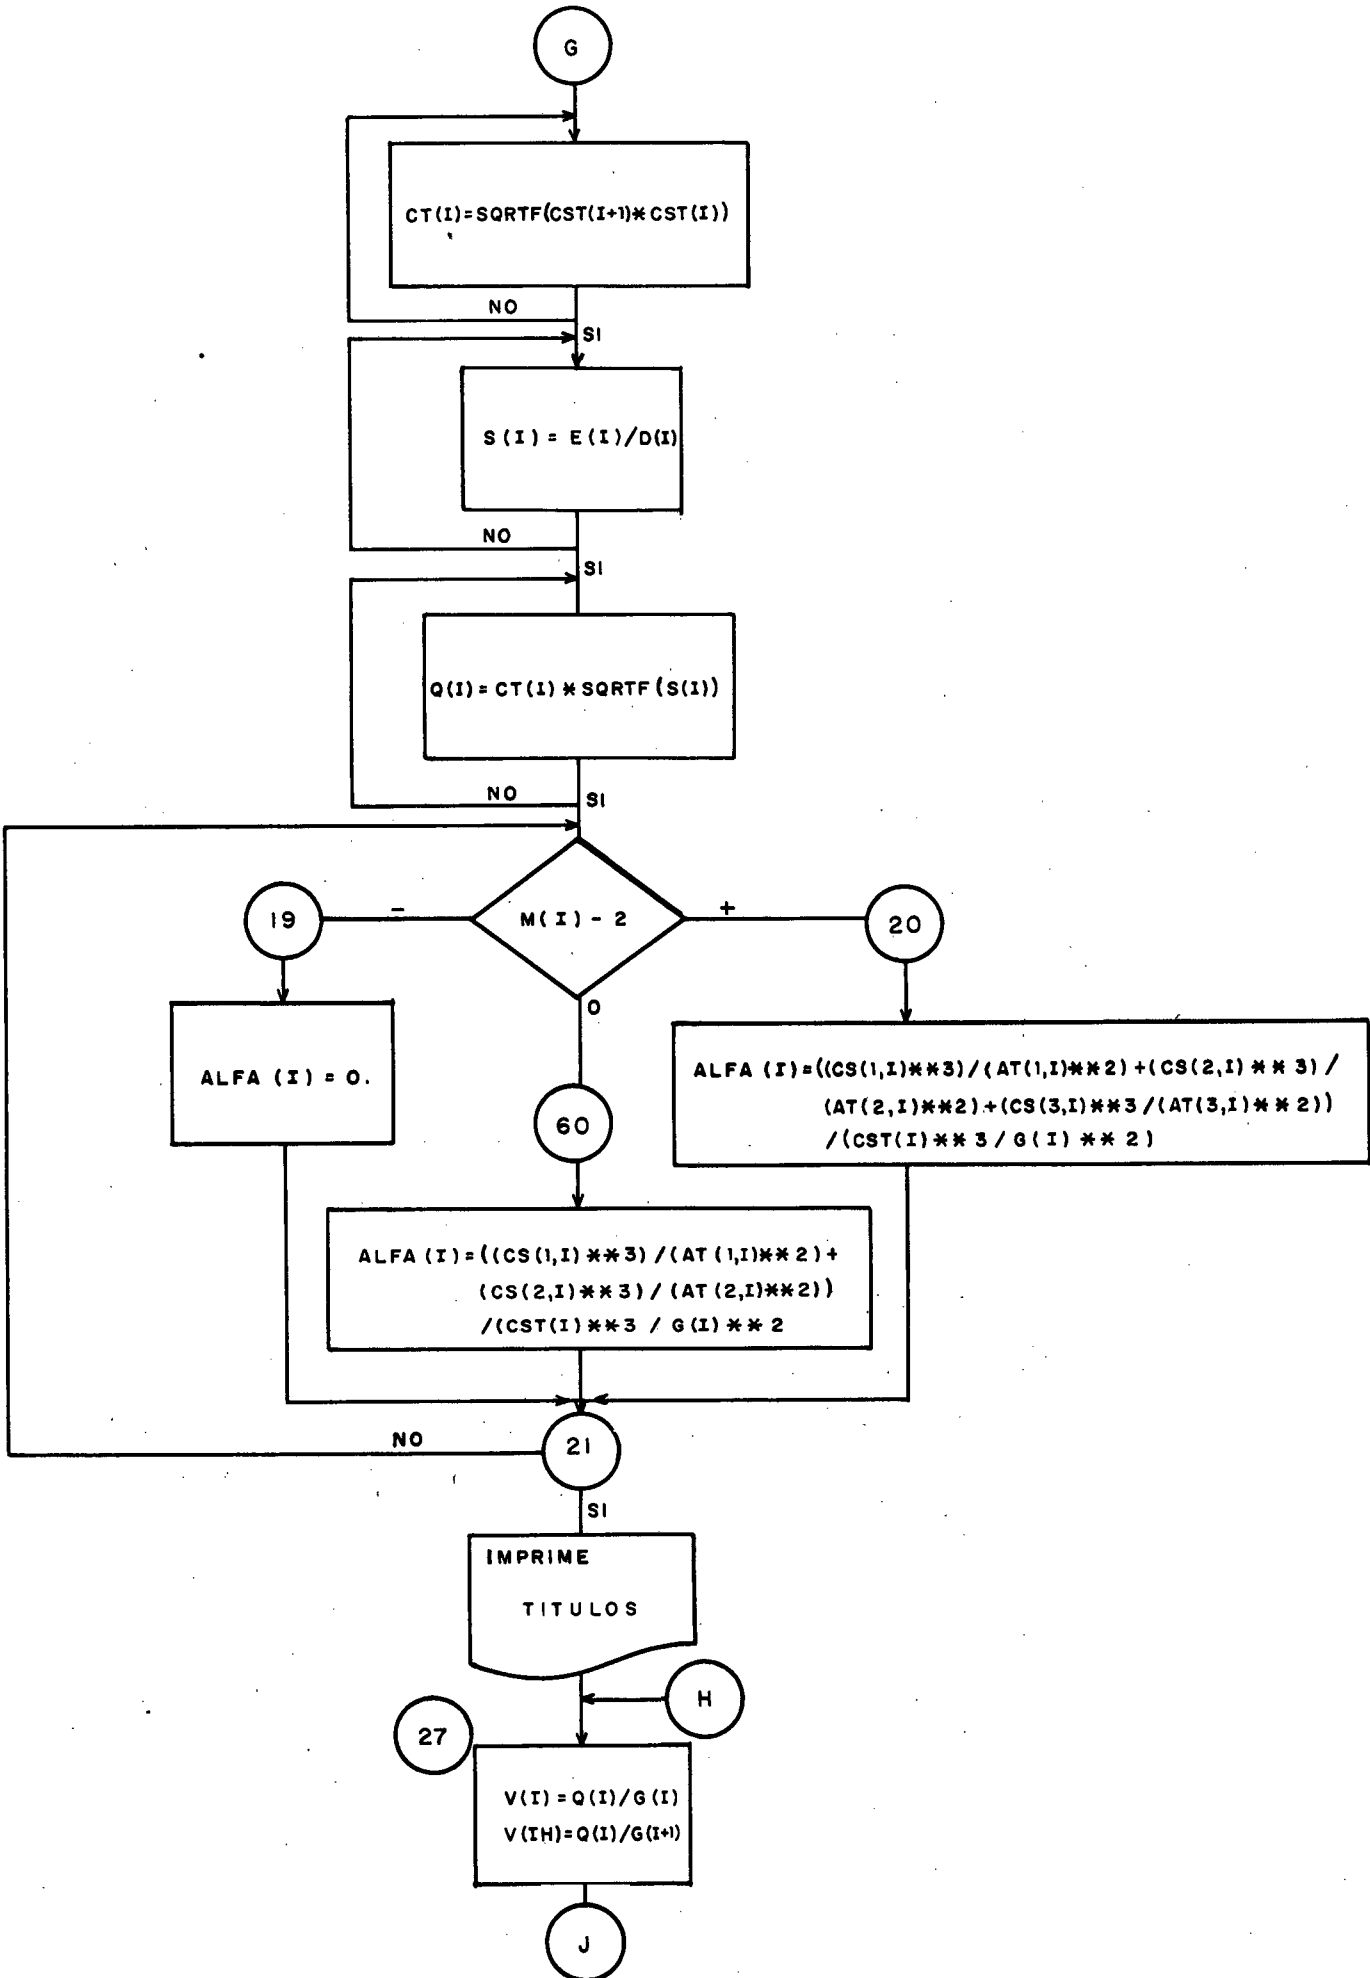 G
CT(I)=SQRTF(CST(I+1)*CST(I))
NO
SI
S(I) = E(I)/D(I)
NO
SI
Q(I)=CT(I)*SQRTF(S(I))
NO
SI
19
-
M(I) - 2
+
20
0
ALFA (I) = 0.
ALFA (I)=((CS(1,I)**3)/(AT(1,I)**2)+(CS(2,I)**3)/
(AT(2,I)**2)+(CS(3,I)**3/(AT(3,I)**2))
/(CST(I)**3/G(I)**2)
60
ALFA (I)=((CS(1,I)**3)/(AT(1,I)**2)+
(CS(2,I)**3)/(AT(2,I)**2))
/(CST(I)**3 / G(I)**2
NO
21
SI
IMPRIME
TITULOS
H
27
V(I)=Q(I)/G(I)
V(IH)=Q(I)/G(I+1)
J